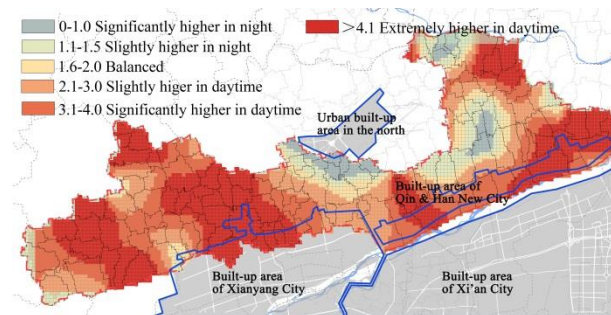 0-1.0 Significantly higher in night
1.1-1.5 Slightly higher in night
1.6-2.0 Balanced
2.1-3.0 Slightly higer in daytime
3.1-4.0 Significantly higher in daytime
>4.1 Extremely higher in daytime
Urban built-up
area in the north
Built-up area of
Qin & Han New City
Built-up area
of Xianyang City
Built-up area
of Xi'an City